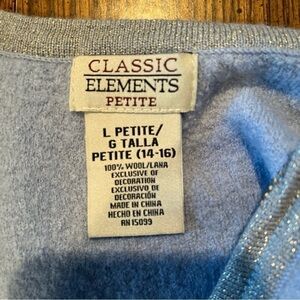 CLASSIC
ELEMENTS
PETITE
L PETITE/
G TALLA
PETITE (14-16)
100% WOOL/LANA
EXCLUSIVE OF
DECORATION
EXCLUSIVO DE
DECORACIÓN
MADE IN CHINA
HECHO EN CHINA
RN 15099